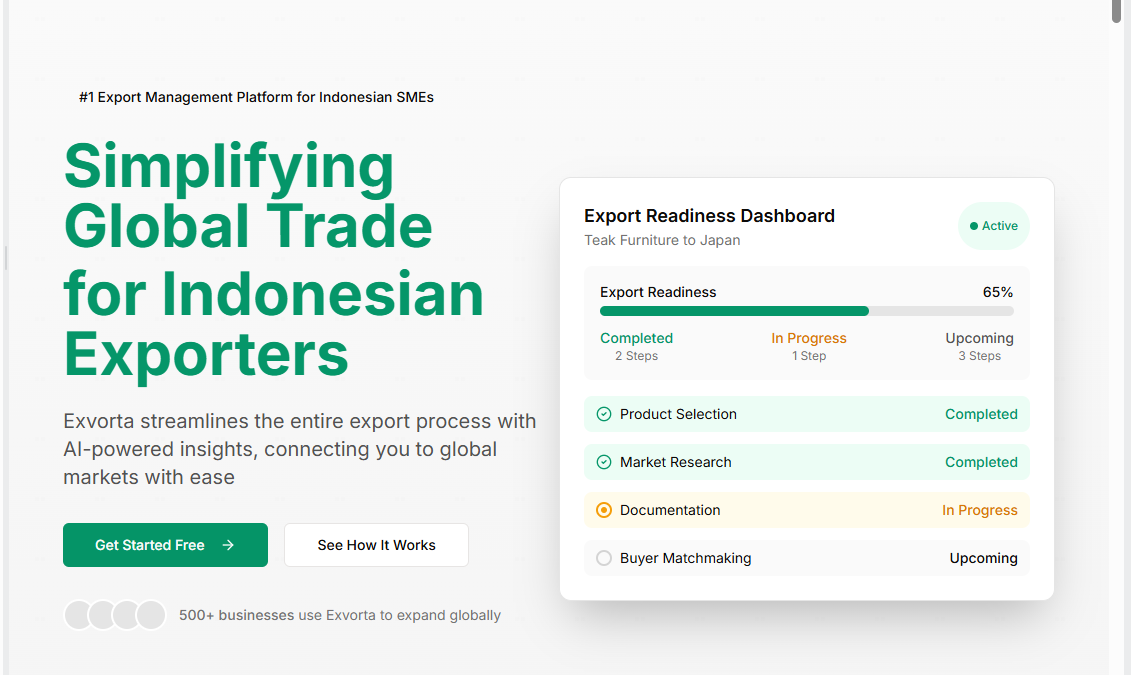 #1 Export Management Platform for Indonesian SMEs
Simplifying
Global Trade
for Indonesian
Exporters
Exvorta streamlines the entire export process with
AI-powered insights, connecting you to global
markets with ease
Get Started Free →
See How It Works
500+ businesses use Exvorta to expand globally
Export Readiness Dashboard
Teak Furniture to Japan
Active
Export Readiness 65%
Completed In Progress Upcoming
2 Steps 1 Step 3 Steps
Product Selection Completed
Market Research Completed
Documentation In Progress
Buyer Matchmaking Upcoming